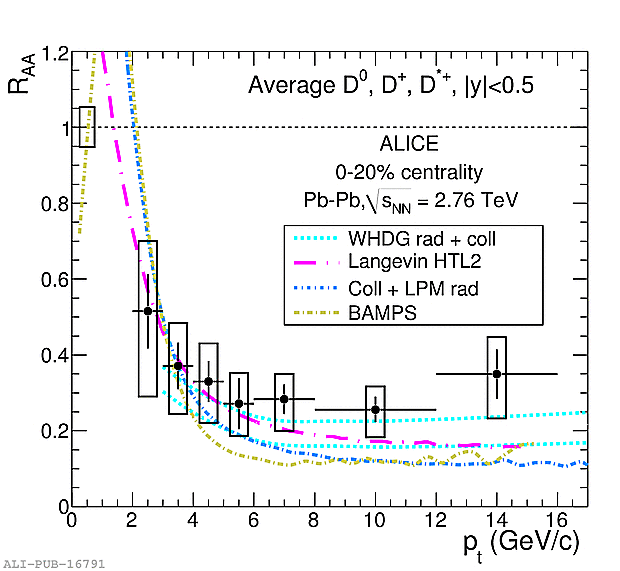 R_AA
1.2
1
0.8
0.6
0.4
0.2
0
Average D^0, D^+, D^*+, |y|<0.5
ALICE
0-20% centrality
Pb-Pb,√s_NN = 2.76 TeV
WHDG rad + coll
Langevin HTL2
Coll + LPM rad
BAMPS
0 2 4 6 8 10 12 14 16
p_t (GeV/c)
ALI-PUB-16791